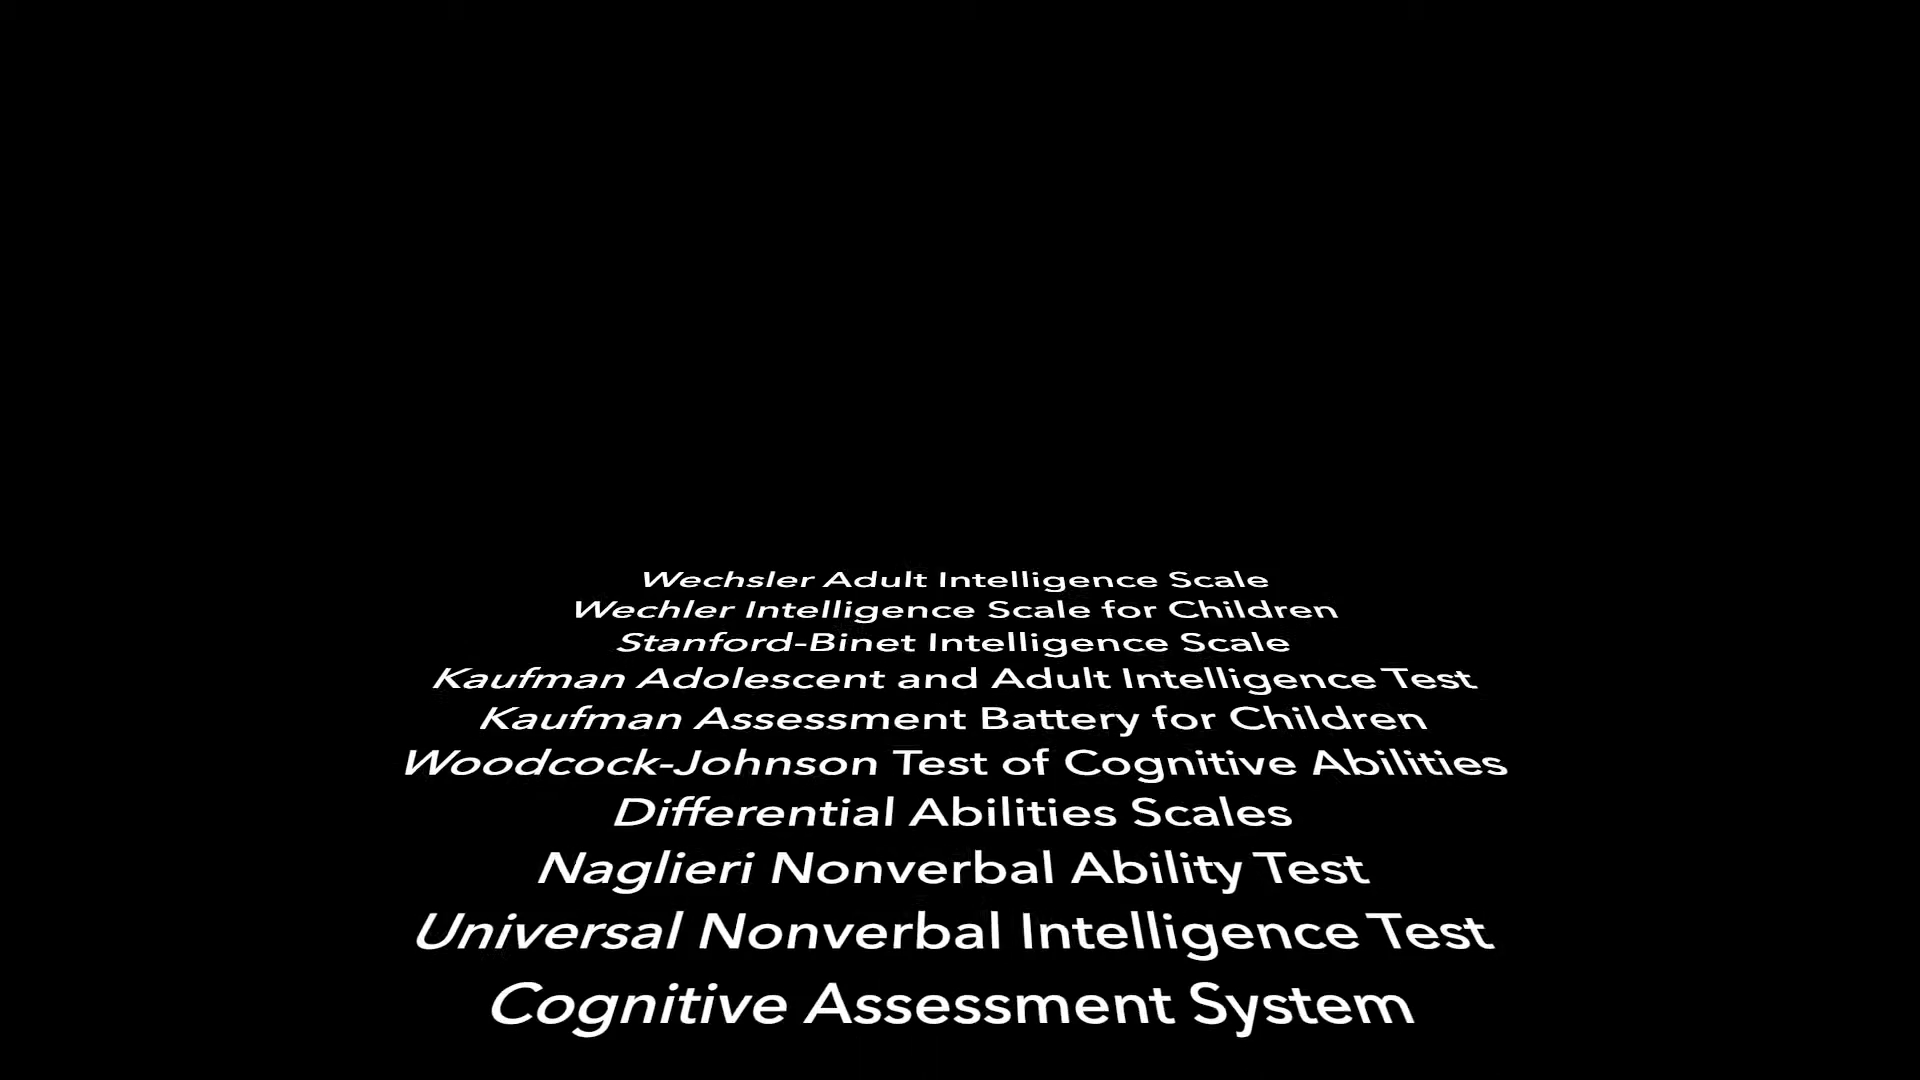 Wechsler Adult Intelligence Scale
Wechler Intelligence Scale for Children
Stanford-Binet Intelligence Scale
Kaufman Adolescent and Adult Intelligence Test
Kaufman Assessment Battery for Children
Woodcock-Johnson Test of Cognitive Abilities
Differential Abilities Scales
Naglieri Nonverbal Ability Test
Universal Nonverbal Intelligence Test
Cognitive Assessment System